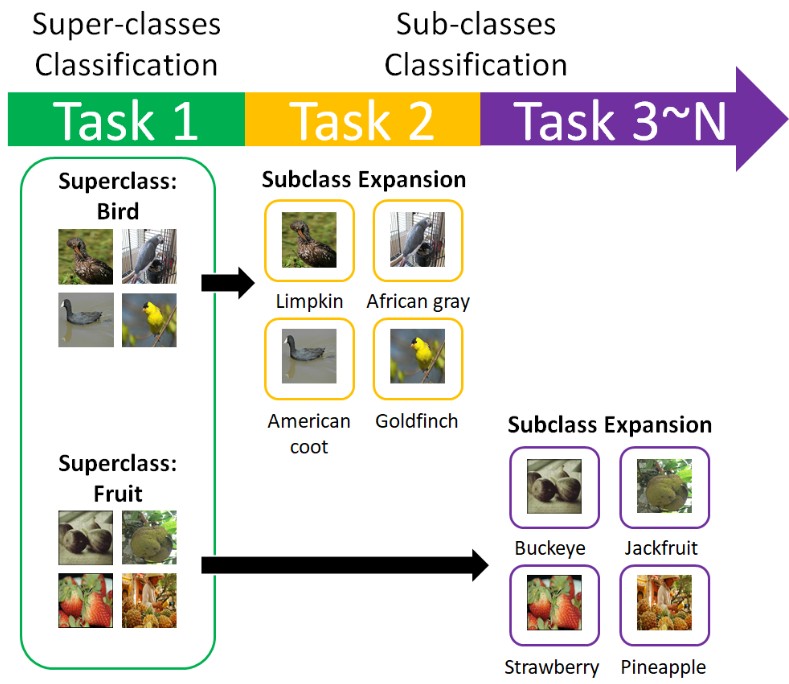 Super-classes
Classification
Sub-classes
Classification
Task 1
Task 2
Task 3~N
Superclass:
Bird
Subclass Expansion
Limpkin
African gray
American
coot
Goldfinch
Superclass:
Fruit
Subclass Expansion
Buckeye
Jackfruit
Strawberry
Pineapple